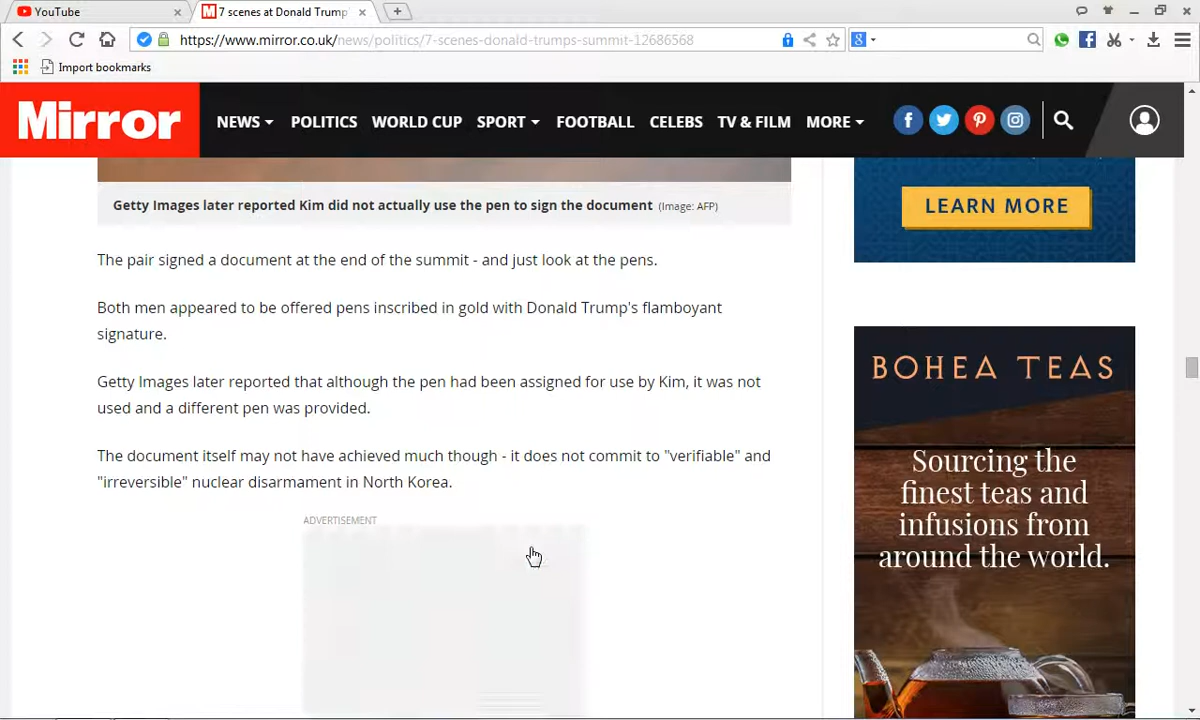 YouTube
7 scenes at Donald Trump
https://www.mirror.co.uk/news/politics/7-scenes-donald-trumps-summit-12686568
Import bookmarks
Mirror
NEWS
POLITICS
WORLD CUP
SPORT
FOOTBALL
CELEBS
TV & FILM
MORE
Getty Images later reported Kim did not actually use the pen to sign the document (Image: AFP)
The pair signed a document at the end of the summit - and just look at the pens.
Both men appeared to be offered pens inscribed in gold with Donald Trump's flamboyant
signature.
Getty Images later reported that although the pen had been assigned for use by Kim, it was not
used and a different pen was provided.
The document itself may not have achieved much though - it does not commit to "verifiable" and
"irreversible" nuclear disarmament in North Korea.
ADVERTISEMENT
LEARN MORE
BOHEA TEAS
Sourcing the
finest teas and
infusions from
around the world.